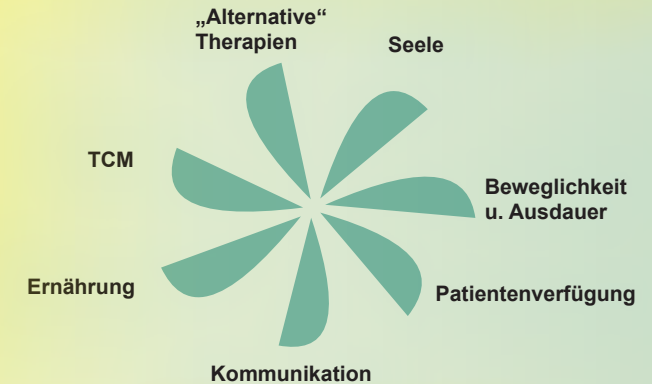 „Alternative“
Therapien
Seele
TCM
Beweglichkeit
u. Ausdauer
Ernährung
Patientenverfügung
Kommunikation